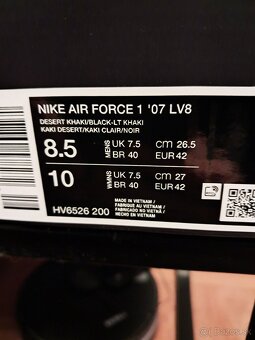 NIKE AIR FORCE 1 '07 LV8
DESERT KHAKI/BLACK-LT KHAKI
KAKI DESERT/KAKI CLAIR/NOIR
8.5 MENS UK 7.5 CM 26.5
BR 40 EUR 42
10 WMNS UK 7.5 CM 27
BR 40 EUR 42
HV6526 200
MADE IN VIETNAM /
FABRIQUÉ AU VIETNAM /
FABRICADO EN VIETNAM /
HECHO EN VIETNAM